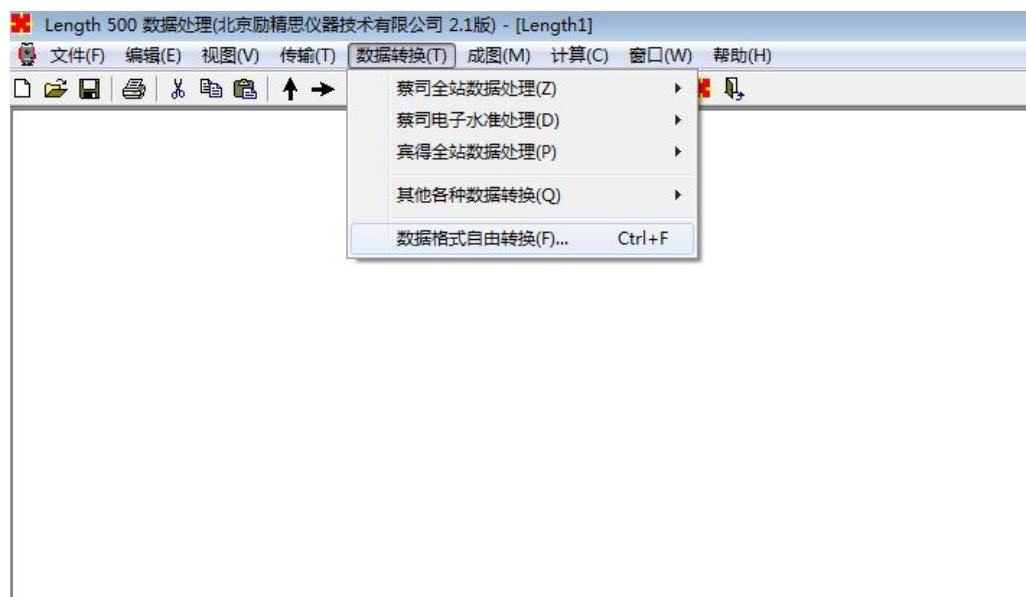 Length 500 数据处理(北京励精思仪器技术有限公司 2.1版) - [Length1]
文件(F) 编辑(E) 视图(V) 传输(T) 数据转换(T) 成图(M) 计算(C) 窗口(W) 帮助(H)
蔡司全站数据处理(Z)
蔡司电子水准处理(D)
宾得全站数据处理(P)
其他各种数据转换(Q)
数据格式自由转换(F)... Ctrl+F